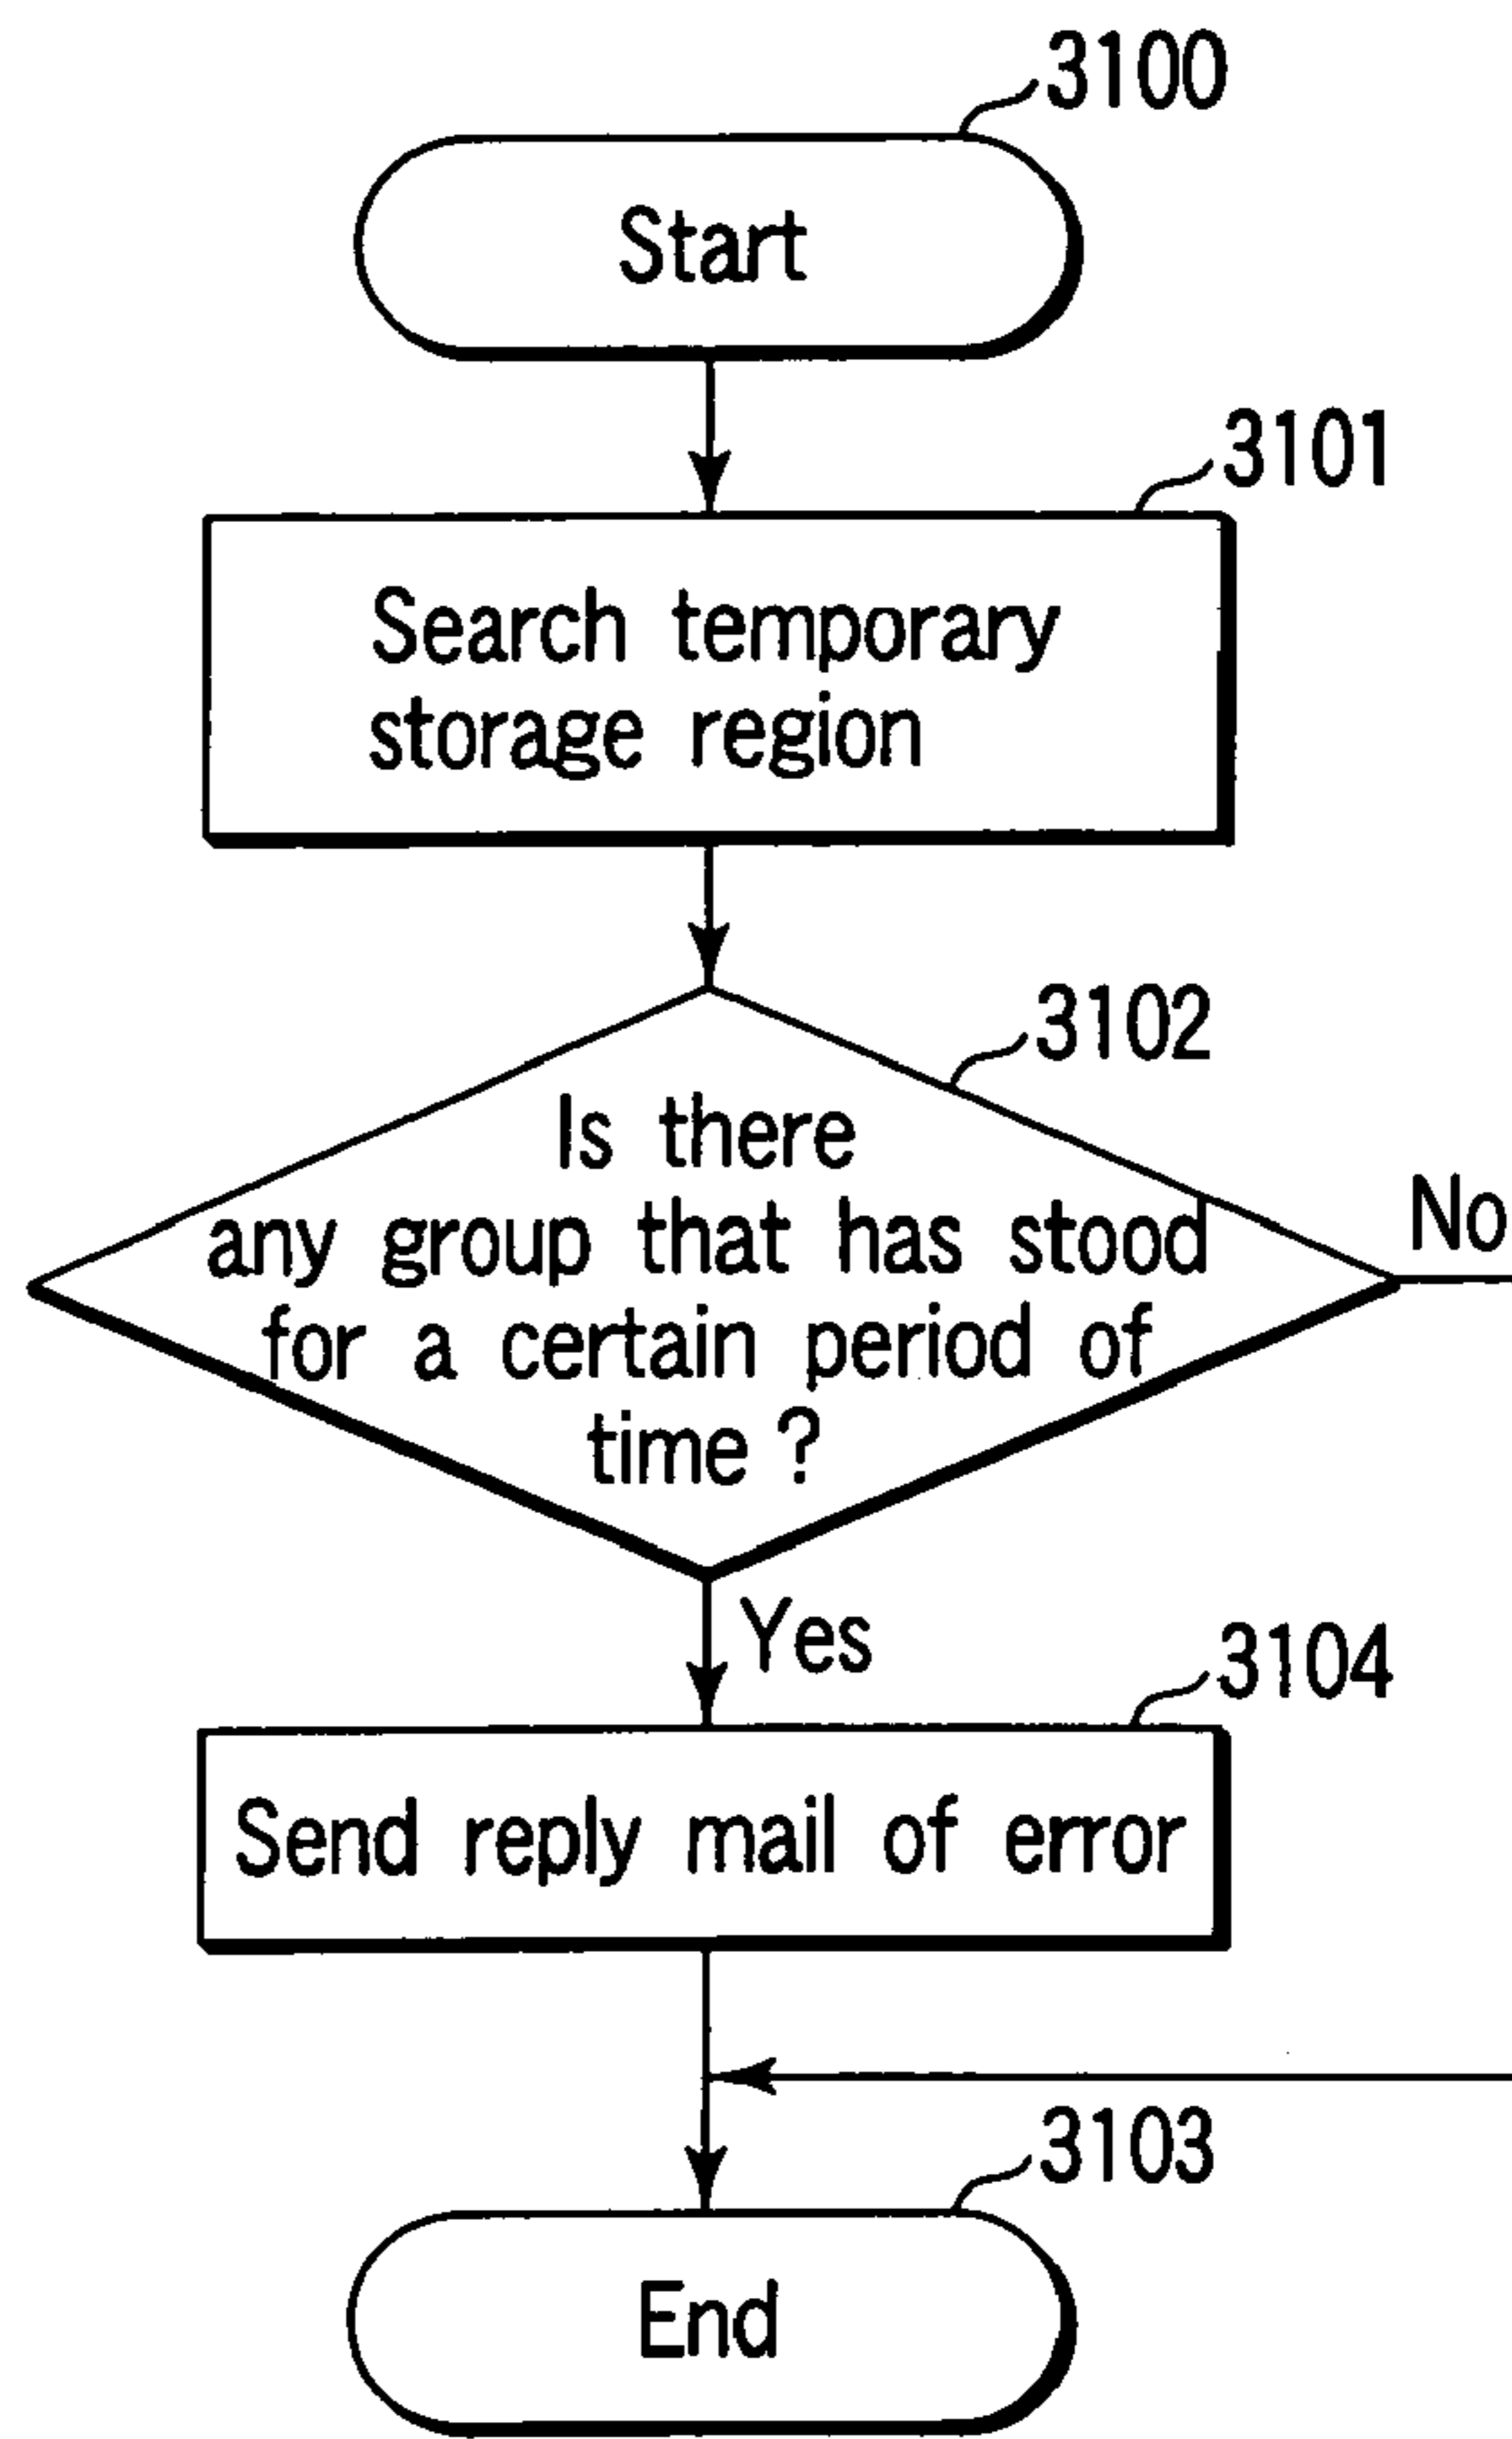 3100
Start
3101
Search temporary
storage region
3102
Is there
any group that has stood
for a certain period of
time ?
No
Yes
3104
Send reply mail of error
3103
End